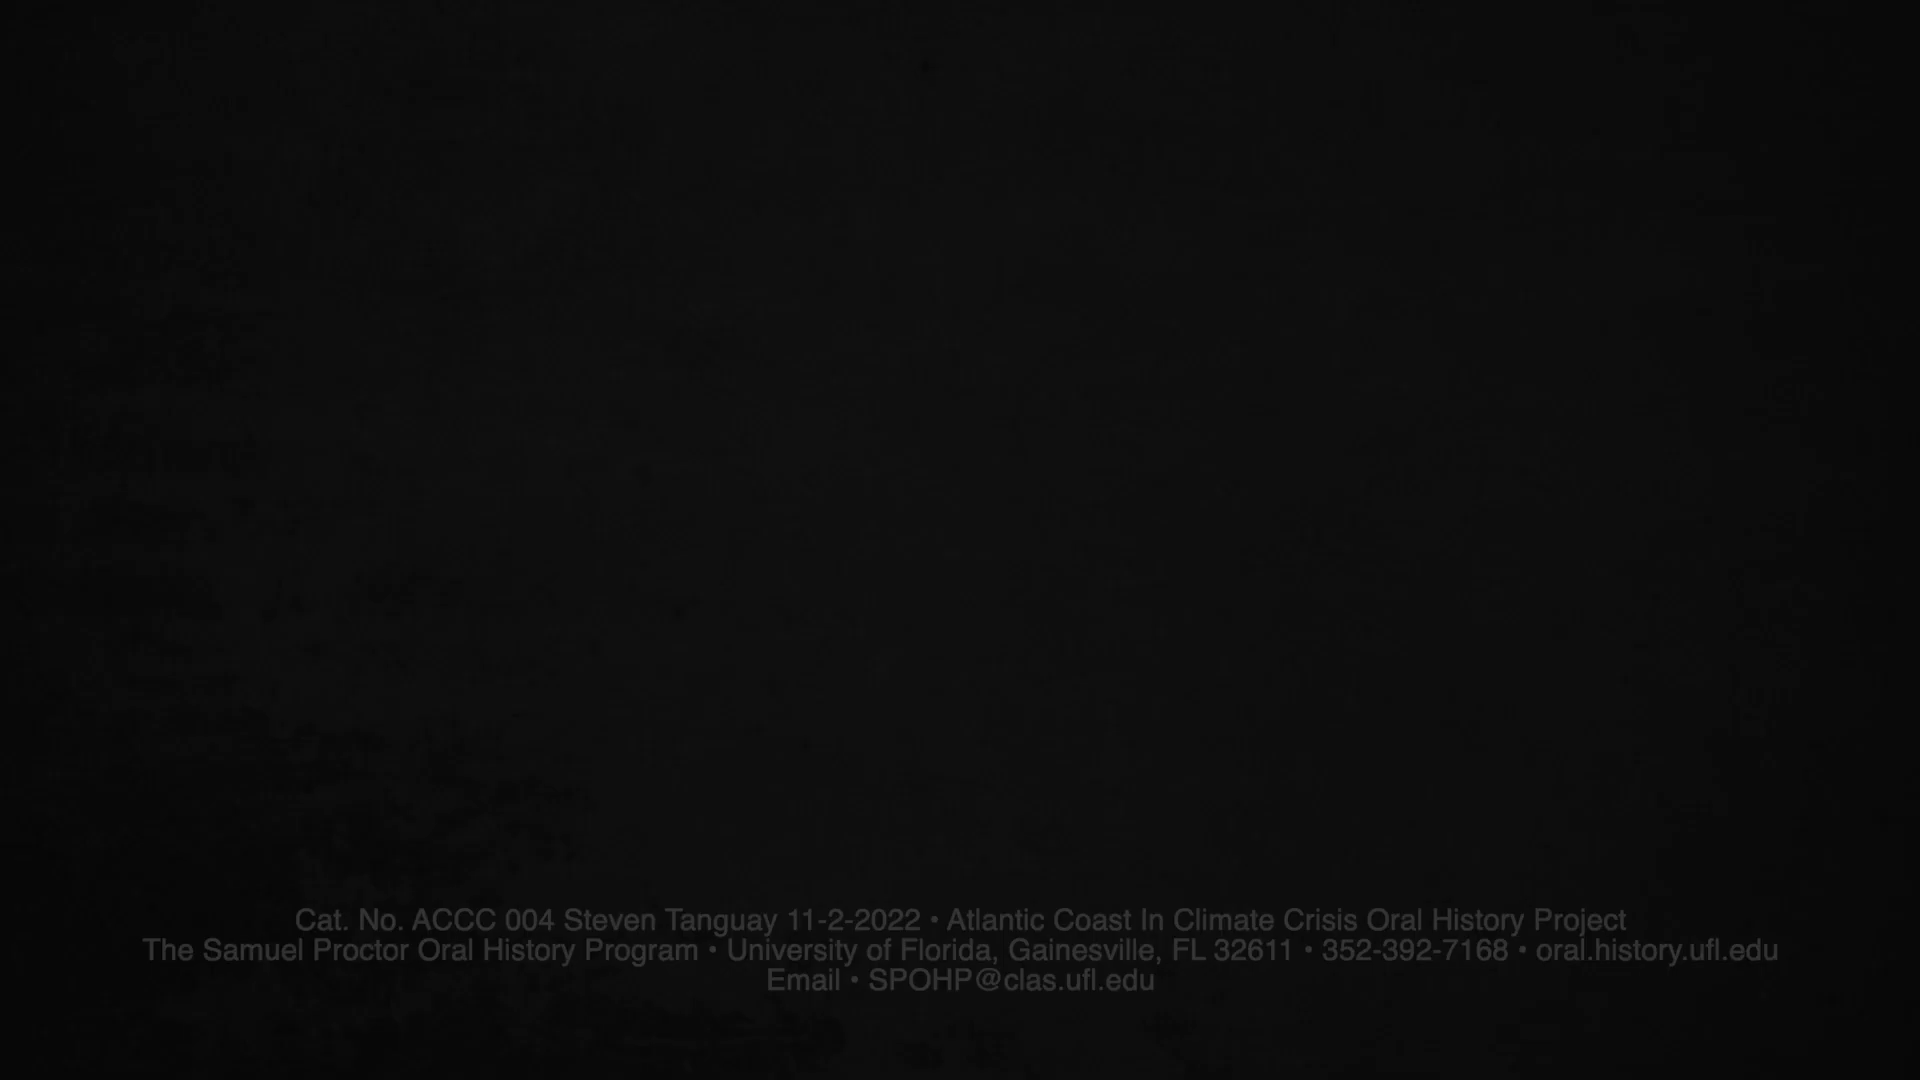 Cat. No. ACCC 004 Steven Tanguay 11-2-2022 • Atlantic Coast In Climate Crisis Oral History Project
The Samuel Proctor Oral History Program • University of Florida, Gainesville, FL 32611 • 352-392-7168 • oral.history.ufl.edu
Email • SPOHP@clas.ufl.edu